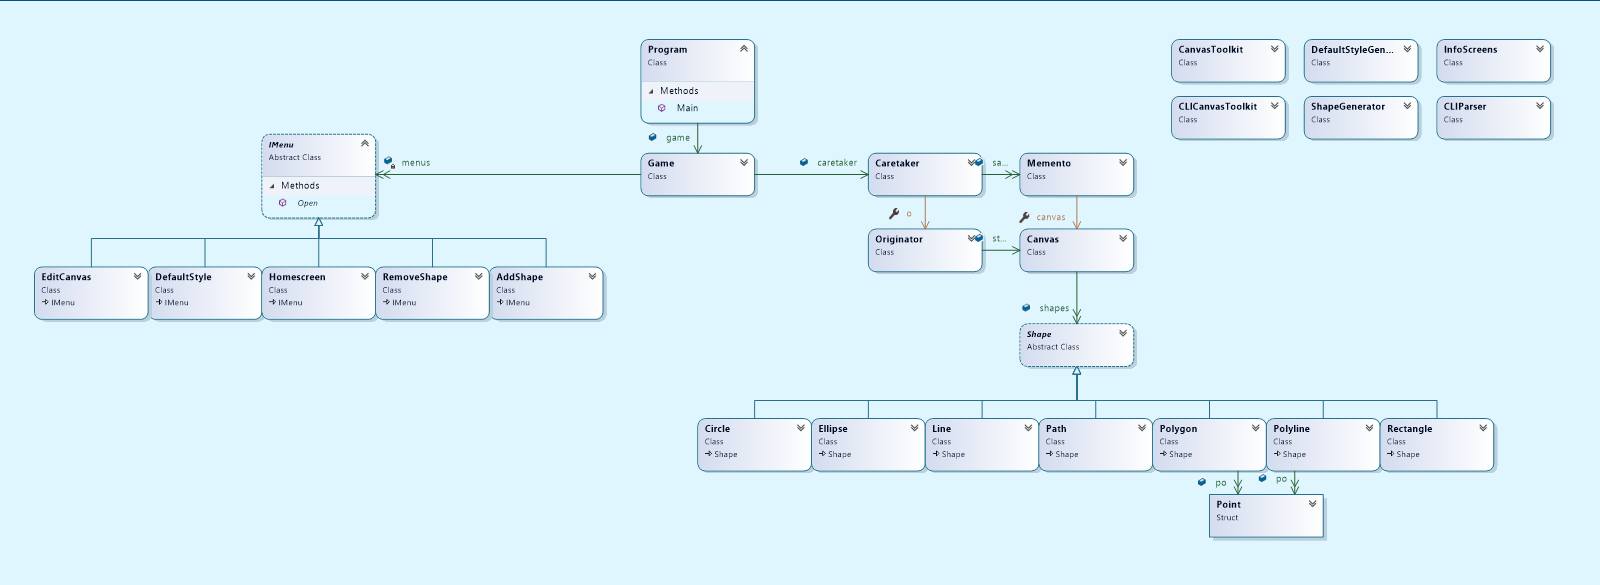 Program
Class
Methods
Main
game
CanvasToolkit
Class
DefaultStyleGen...
Class
InfoScreens
Class
CLICanvasToolkit
Class
ShapeGenerator
Class
CLIParser
Class
IMenu
Abstract Class
Methods
Open
menus
Game
Class
caretaker
Caretaker
Class
sa...
Memento
Class
o
canvas
Originator
Class
st...
Canvas
Class
EditCanvas
Class
IMenu
DefaultStyle
Class
IMenu
Homescreen
Class
IMenu
RemoveShape
Class
IMenu
AddShape
Class
IMenu
shapes
Shape
Abstract Class
Circle
Class
Shape
Ellipse
Class
Shape
Line
Class
Shape
Path
Class
Shape
Polygon
Class
Shape
Polyline
Class
Shape
Rectangle
Class
Shape
po
po
Point
Struct